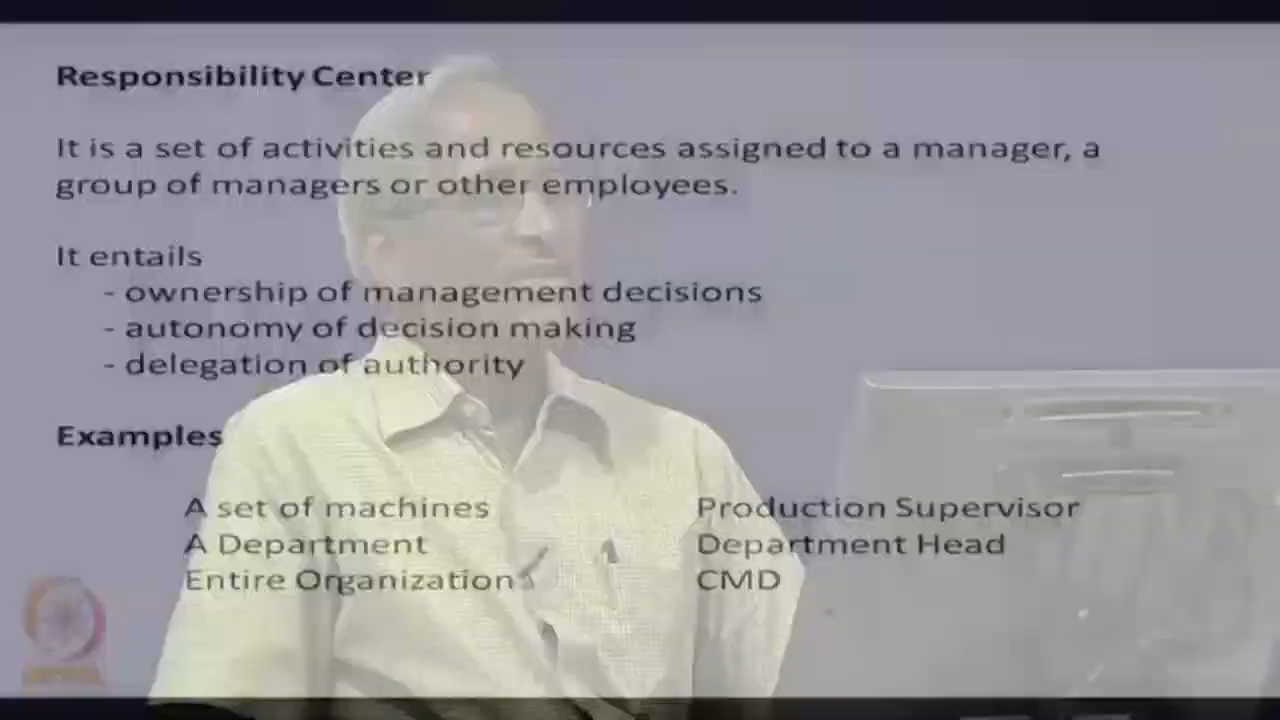 Responsibility Center
It is a set of activities and resources assigned to a manager, a
group of managers or other employees.
It entails
- ownership of management decisions
- autonomy of decision making
- delegation of authority
Examples
A set of machines Production Supervisor
A Department Department Head
Entire Organization CMD